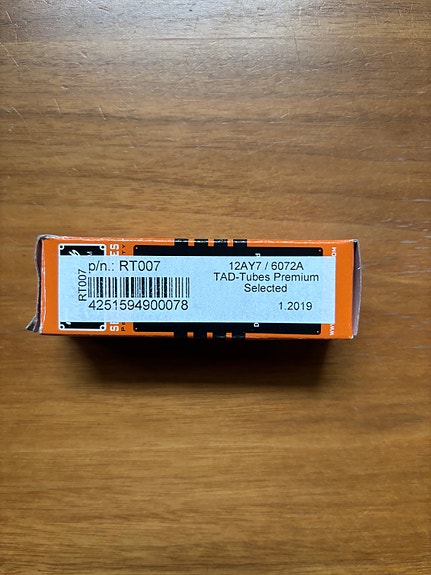 p/n.: RT007
RT007
4251594900078
12AY7 / 6072A
TAD-Tubes Premium
Selected
1.2019